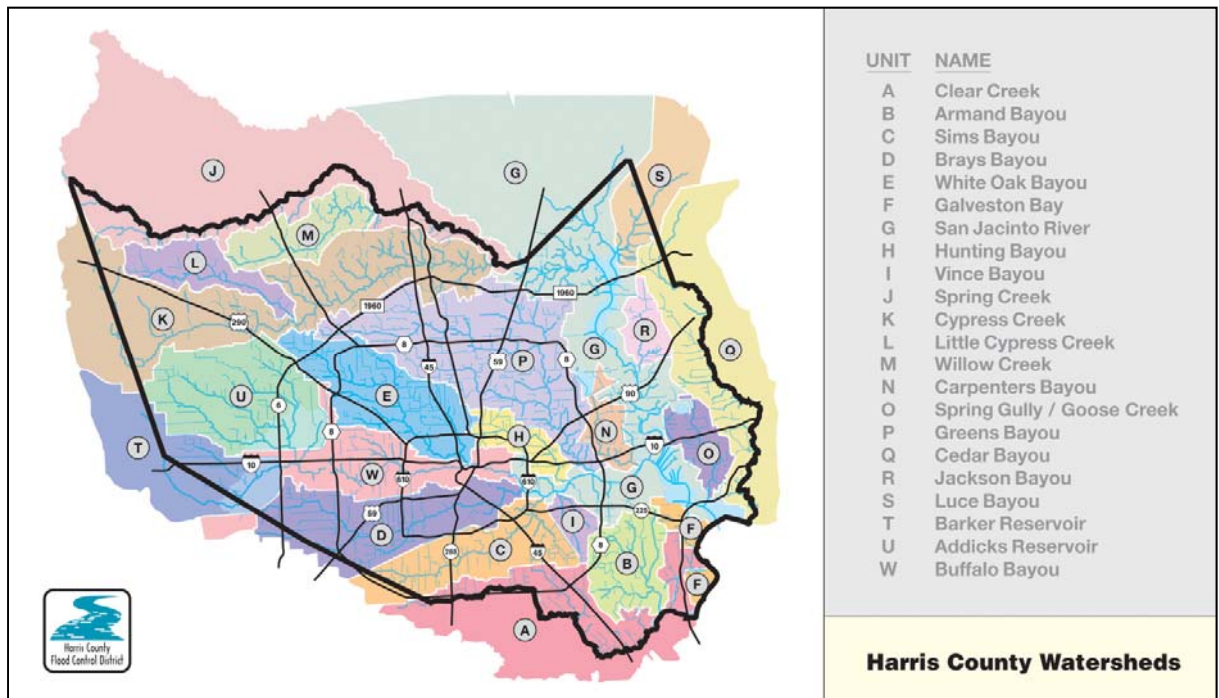 J
G
S
M
L
K
290
1960
1960
R
Q
8
45
59
P
8
G
90
U
6
E
8
N
H
T
10
W
610
610
10
O
G
59
D
I
225
F
288
C
45
8
B
F
A
Harris County
Flood Control District
UNIT NAME
A Clear Creek
B Armand Bayou
C Sims Bayou
D Brays Bayou
E White Oak Bayou
F Galveston Bay
G San Jacinto River
H Hunting Bayou
I Vince Bayou
J Spring Creek
K Cypress Creek
L Little Cypress Creek
M Willow Creek
N Carpenters Bayou
O Spring Gully / Goose Creek
P Greens Bayou
Q Cedar Bayou
R Jackson Bayou
S Luce Bayou
T Barker Reservoir
U Addicks Reservoir
W Buffalo Bayou
Harris County Watersheds